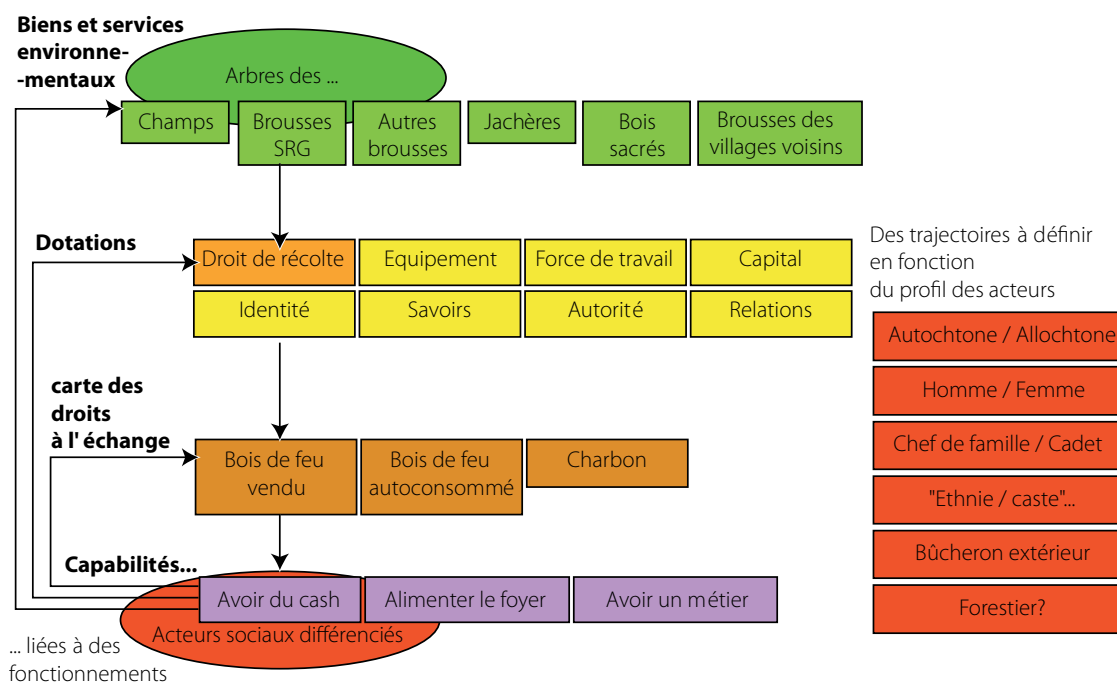 Biens et services
environne-
-mentaux
Arbres des ...
Champs
Brousses
SRG
Autres
brousses
Jachères
Bois
sacrés
Brousses des
villages voisins
Dotations
Droit de récolte
Equipement
Force de travail
Capital
Identité
Savoirs
Autorité
Relations
Des trajectoires à définir
en fonction
du profil des acteurs
Autochtone / Allochtone
Homme / Femme
Chef de famille / Cadet
"Ethnie / caste"...
Bûcheron extérieur
Forestier?
carte des
droits
à l' échange
Bois de feu
vendu
Bois de feu
autoconsommé
Charbon
Capabilités...
Avoir du cash
Alimenter le foyer
Avoir un métier
Acteurs sociaux différenciés
... liées à des
fonctionnements